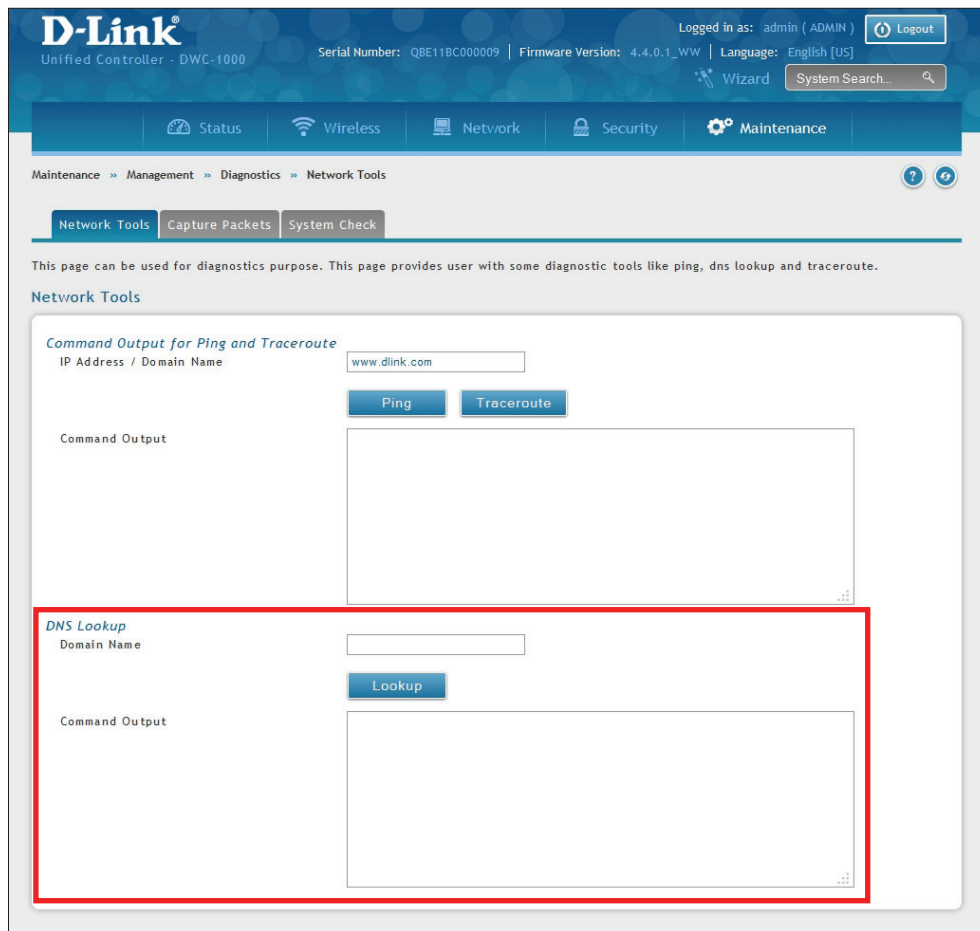 D-Link®
Unified Controller - DWC-1000
Logged in as: admin ( ADMIN ) Logout
Serial Number: QBE11BC000009 | Firmware Version: 4.4.0.1_WW | Language: English [US]
Wizard System Search...
Status Wireless Network Security Maintenance
Maintenance » Management » Diagnostics » Network Tools ?
Network Tools Capture Packets System Check
This page can be used for diagnostics purpose. This page provides user with some diagnostic tools like ping, dns lookup and traceroute.
Network Tools
Command Output for Ping and Traceroute
IP Address / Domain Name www.dlink.com
Ping Traceroute
Command Output
DNS Lookup
Domain Name
Lookup
Command Output